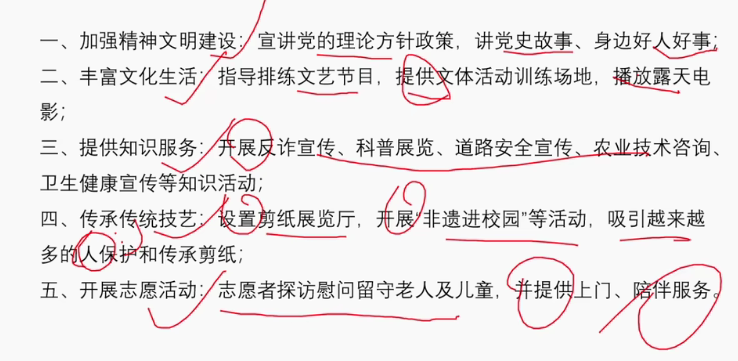 一、加强精神文明建设：宣讲党的理论方针政策，讲党史故事、身边好人好事；
二、丰富文化生活：指导排练文艺节目，提供文体活动训练场地，播放露天电
影；
三、提供知识服务：开展反诈宣传、科普展览、道路安全宣传、农业技术咨询、
卫生健康宣传等知识活动；
四、传承传统技艺：设置剪纸展览厅，开展“非遗进校园”等活动，吸引越来越
多的人保护和传承剪纸；
五、开展志愿活动：志愿者探访慰问留守老人及儿童，并提供上门、陪伴服务。